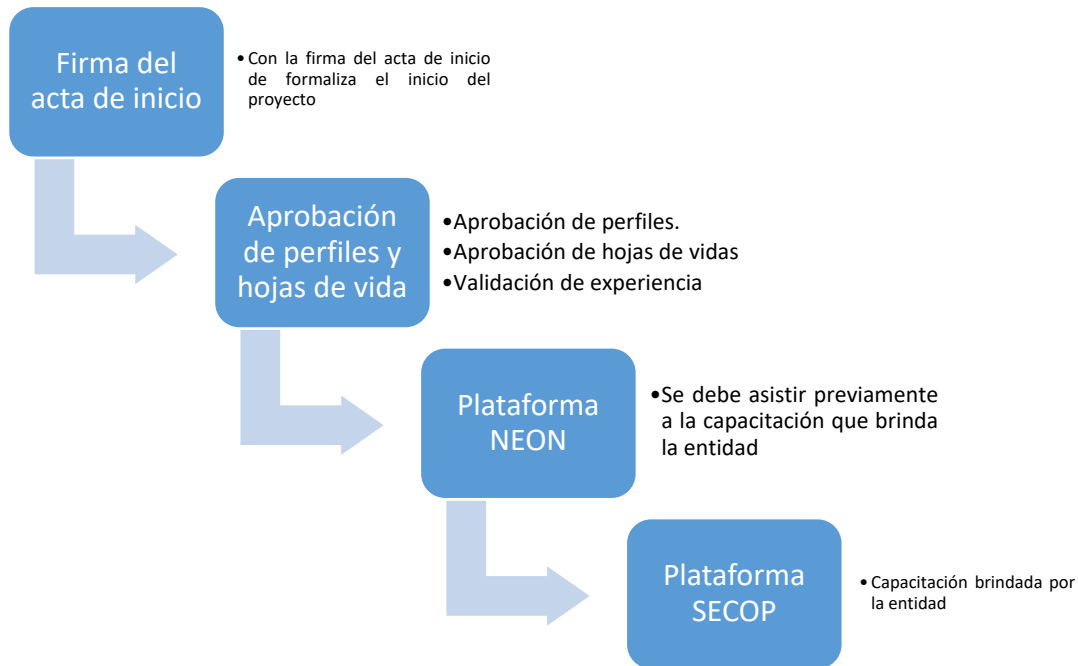 Firma del
acta de inicio
•Con la firma del acta de inicio
de formaliza el inicio del
proyecto
Aprobación
de perfiles y
hojas de vida
•Aprobación de perfiles.
•Aprobación de hojas de vidas
•Validación de experiencia
Plataforma
NEON
•Se debe asistir previamente
a la capacitación que brinda
la entidad
Plataforma
SECOP
•Capacitación brindada por
la entidad